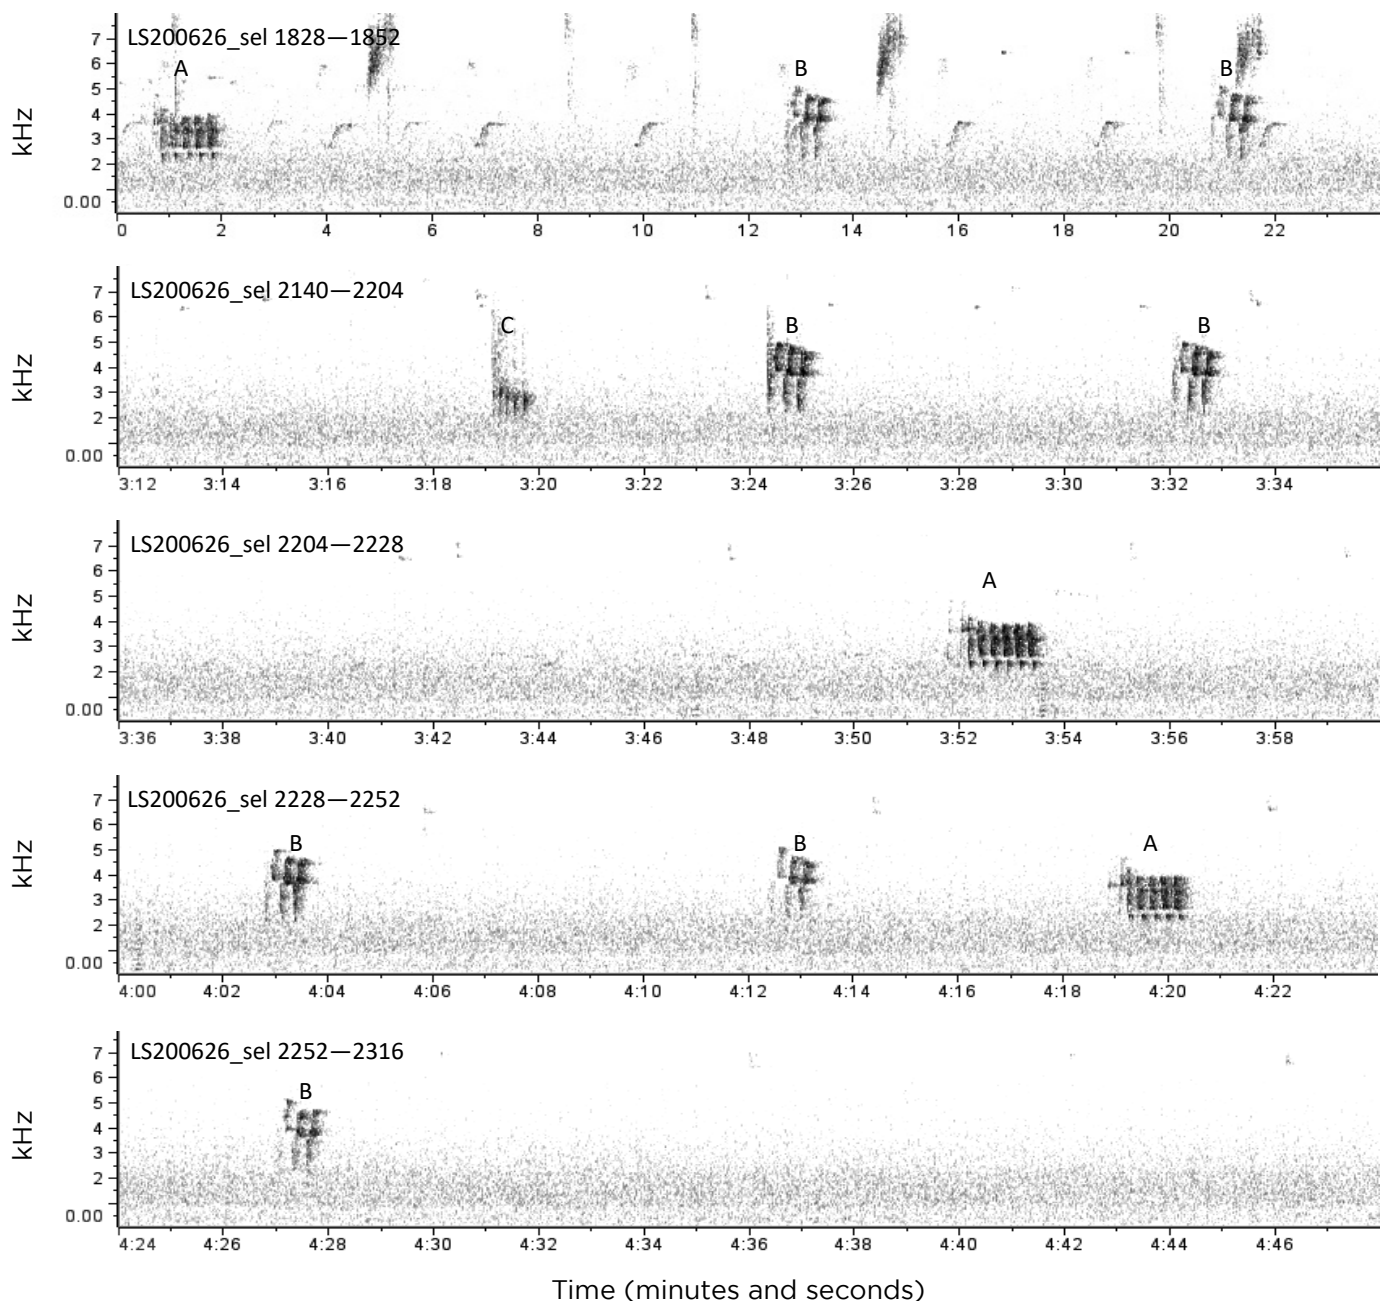 LS200626_sel 1828—1852
A
B
B
kHz
7
6
5
4
3
2
0.00
0 2 4 6 8 10 12 14 16 18 20 22
LS200626_sel 2140—2204
C
B
B
kHz
7
6
5
4
3
2
0.00
3:12 3:14 3:16 3:18 3:20 3:22 3:24 3:26 3:28 3:30 3:32 3:34
LS200626_sel 2204—2228
A
kHz
7
6
5
4
3
2
0.00
3:36 3:38 3:40 3:42 3:44 3:46 3:48 3:50 3:52 3:54 3:56 3:58
LS200626_sel 2228—2252
B
B
A
kHz
7
6
5
4
3
2
0.00
4:00 4:02 4:04 4:06 4:08 4:10 4:12 4:14 4:16 4:18 4:20 4:22
LS200626_sel 2252—2316
B
kHz
7
6
5
4
3
2
0.00
4:24 4:26 4:28 4:30 4:32 4:34 4:36 4:38 4:40 4:42 4:44 4:46
Time (minutes and seconds)